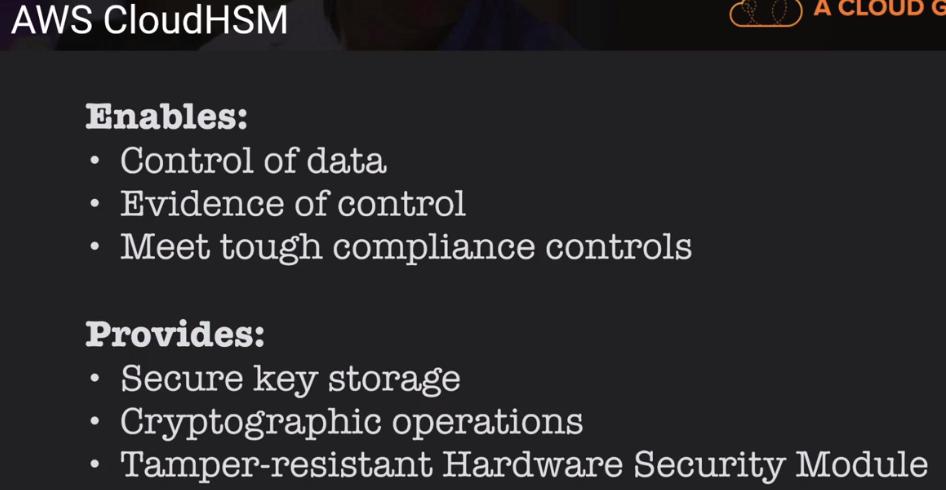 AWS CloudHSM
A CLOUD G
Enables:
• Control of data
• Evidence of control
• Meet tough compliance controls
Provides:
• Secure key storage
• Cryptographic operations
• Tamper-resistant Hardware Security Module